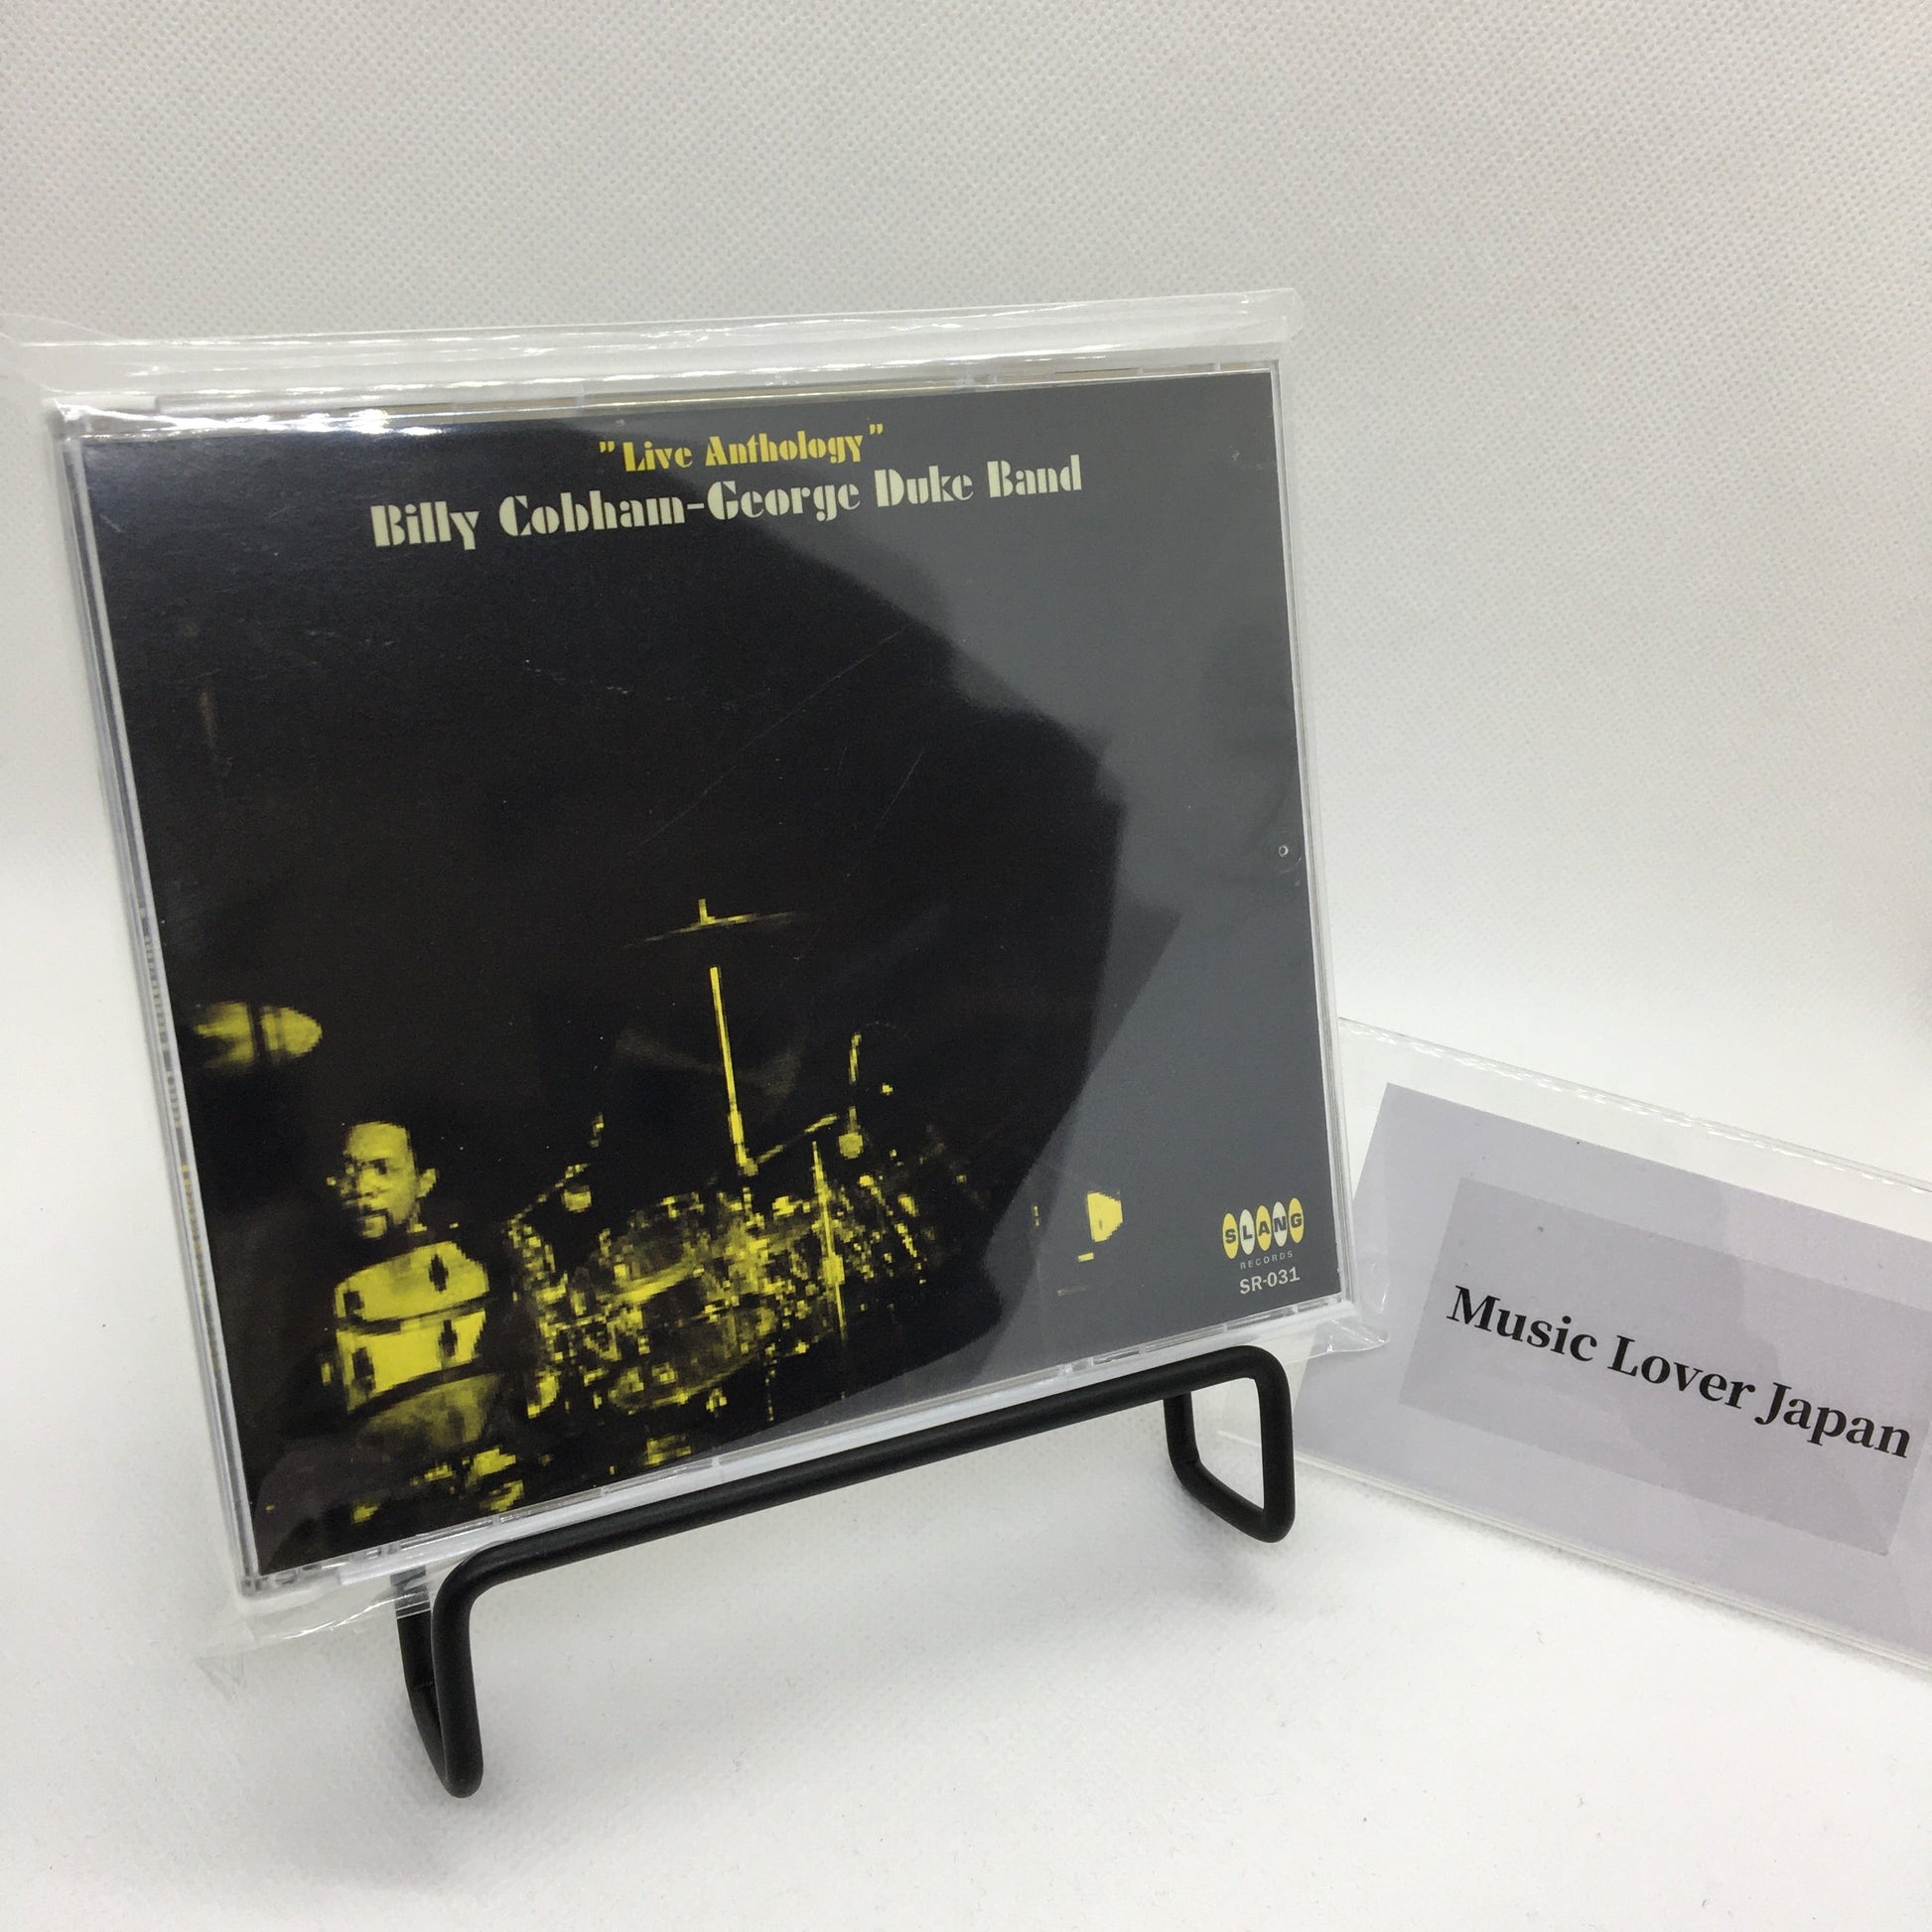 "Live Anthology"
Billy Cobham-George Duke Band
SLANG
RECORDS
SR-031
Music Lover Japan